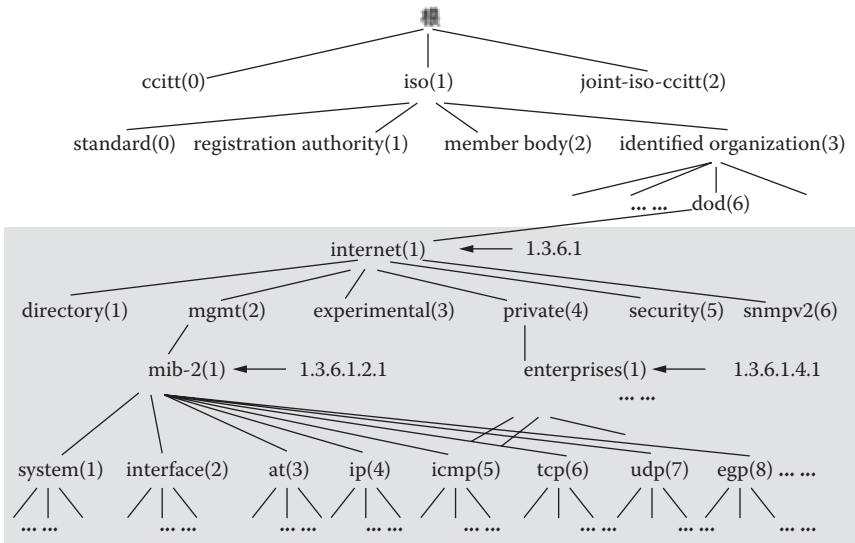 ccitt(0) iso(1) joint-iso-ccitt(2)
standard(0) registration authority(1) member body(2) identified organization(3)
... ... dod(6)
internet(1) 1.3.6.1
directory(1) mgmt(2) experimental(3) private(4) security(5) snmpv2(6)
mib-2(1) 1.3.6.1.2.1 enterprises(1) 1.3.6.1.4.1
... ...
system(1) interface(2) at(3) ip(4) icmp(5) tcp(6) udp(7) egp(8) ... ...
... ... ... ... ... ... ... ... ... ... ... ... ... ... ... ...